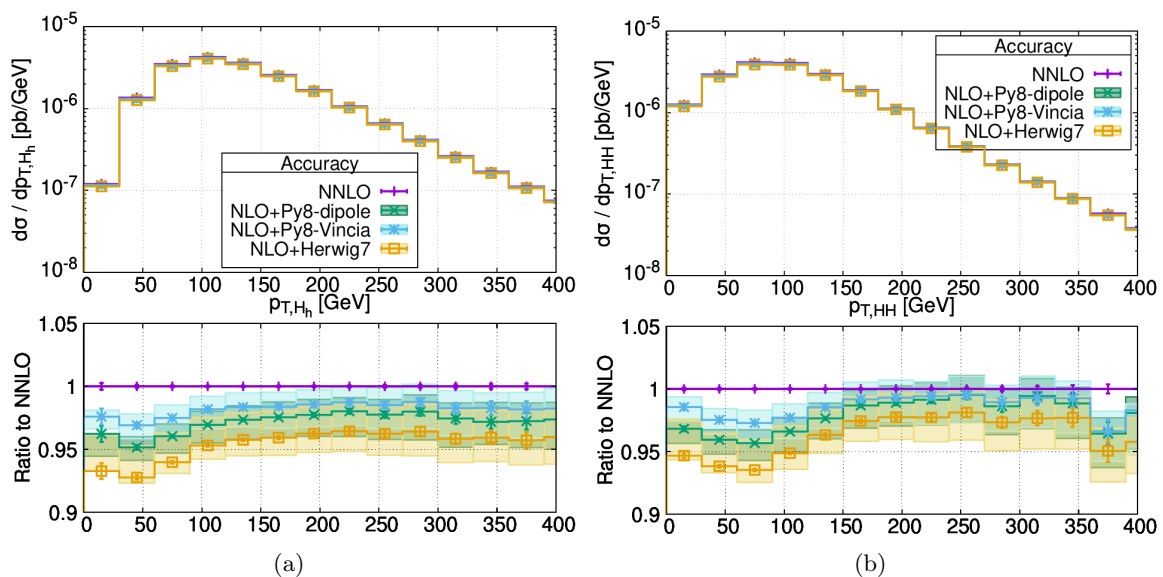 10^-5
10^-6
10^-7
10^-8
dσ / dp_T,H_h [pb/GeV]
Accuracy
NNLO
NLO+Py8-dipole
NLO+Py8-Vincia
NLO+Herwig7
0 50 100 150 200 250 300 350 400
p_T,H_h [GeV]
1.05
1
0.95
0.9
Ratio to NNLO
0 50 100 150 200 250 300 350 400
(a)
10^-5
10^-6
10^-7
10^-8
dσ / dp_T,HH [pb/GeV]
Accuracy
NNLO
NLO+Py8-dipole
NLO+Py8-Vincia
NLO+Herwig7
0 50 100 150 200 250 300 350 400
p_T,HH [GeV]
1.05
1
0.95
0.9
Ratio to NNLO
0 50 100 150 200 250 300 350 400
(b)